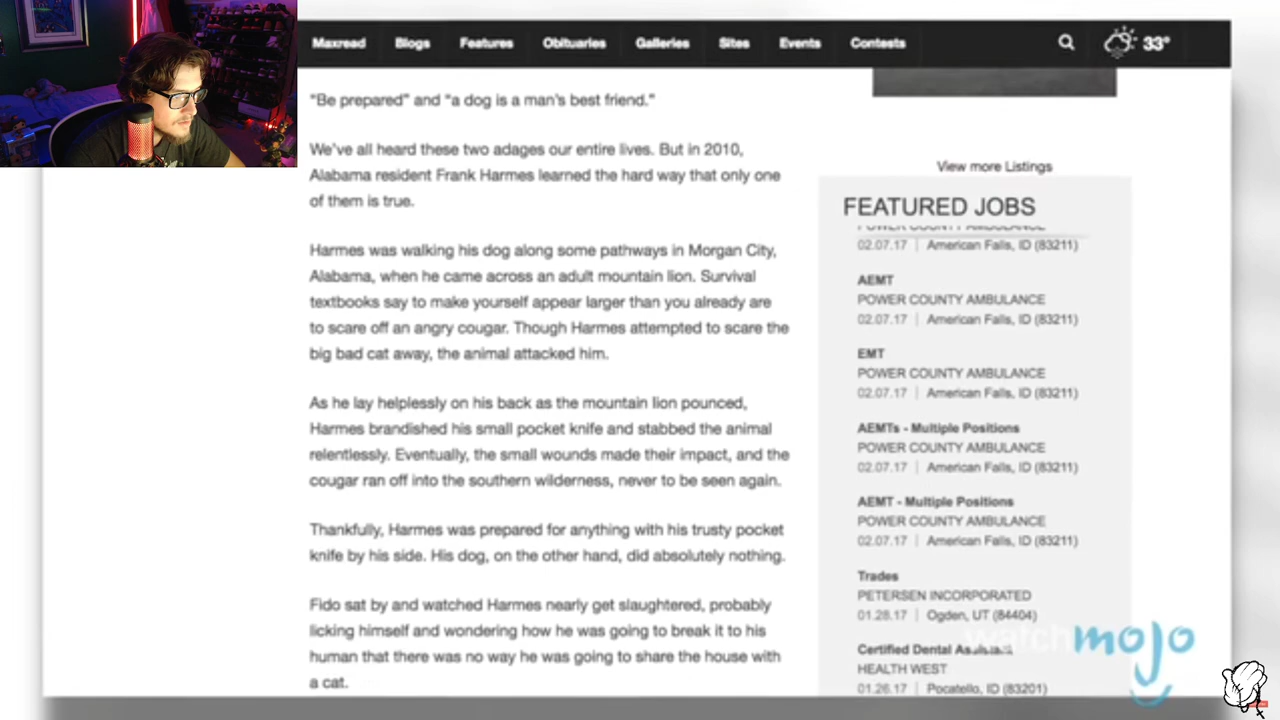 Maxread Blogs Features Obituaries Galleries Sites Events Contests 33°
"Be prepared" and "a dog is a man's best friend."
We've all heard these two adages our entire lives. But in 2010,
Alabama resident Frank Harmes learned the hard way that only one
of them is true.
Harmes was walking his dog along some pathways in Morgan City,
Alabama, when he came across an adult mountain lion. Survival
textbooks say to make yourself appear larger than you already are
to scare off an angry cougar. Though Harmes attempted to scare the
big bad cat away, the animal attacked him.
As he lay helplessly on his back as the mountain lion pounced,
Harmes brandished his small pocket knife and stabbed the animal
relentlessly. Eventually, the small wounds made their impact, and the
cougar ran off into the southern wilderness, never to be seen again.
Thankfully, Harmes was prepared for anything with his trusty pocket
knife by his side. His dog, on the other hand, did absolutely nothing.
Fido sat by and watched Harmes nearly get slaughtered, probably
licking himself and wondering how he was going to break it to his
human that there was no way he was going to share the house with
a cat.
View more Listings
FEATURED JOBS
POWER COUNTY AMBULANCE
02.07.17 | American Falls, ID (83211)
AEMT
POWER COUNTY AMBULANCE
02.07.17 | American Falls, ID (83211)
EMT
POWER COUNTY AMBULANCE
02.07.17 | American Falls, ID (83211)
AEMTs - Multiple Positions
POWER COUNTY AMBULANCE
02.07.17 | American Falls, ID (83211)
AEMT - Multiple Positions
POWER COUNTY AMBULANCE
02.07.17 | American Falls, ID (83211)
Trades
PETERSEN INCORPORATED
01.28.17 | Ogden, UT (84404)
Certified Dental Assistant
HEALTH WEST
01.26.17 | Pocatello, ID (83201)
watchmojo